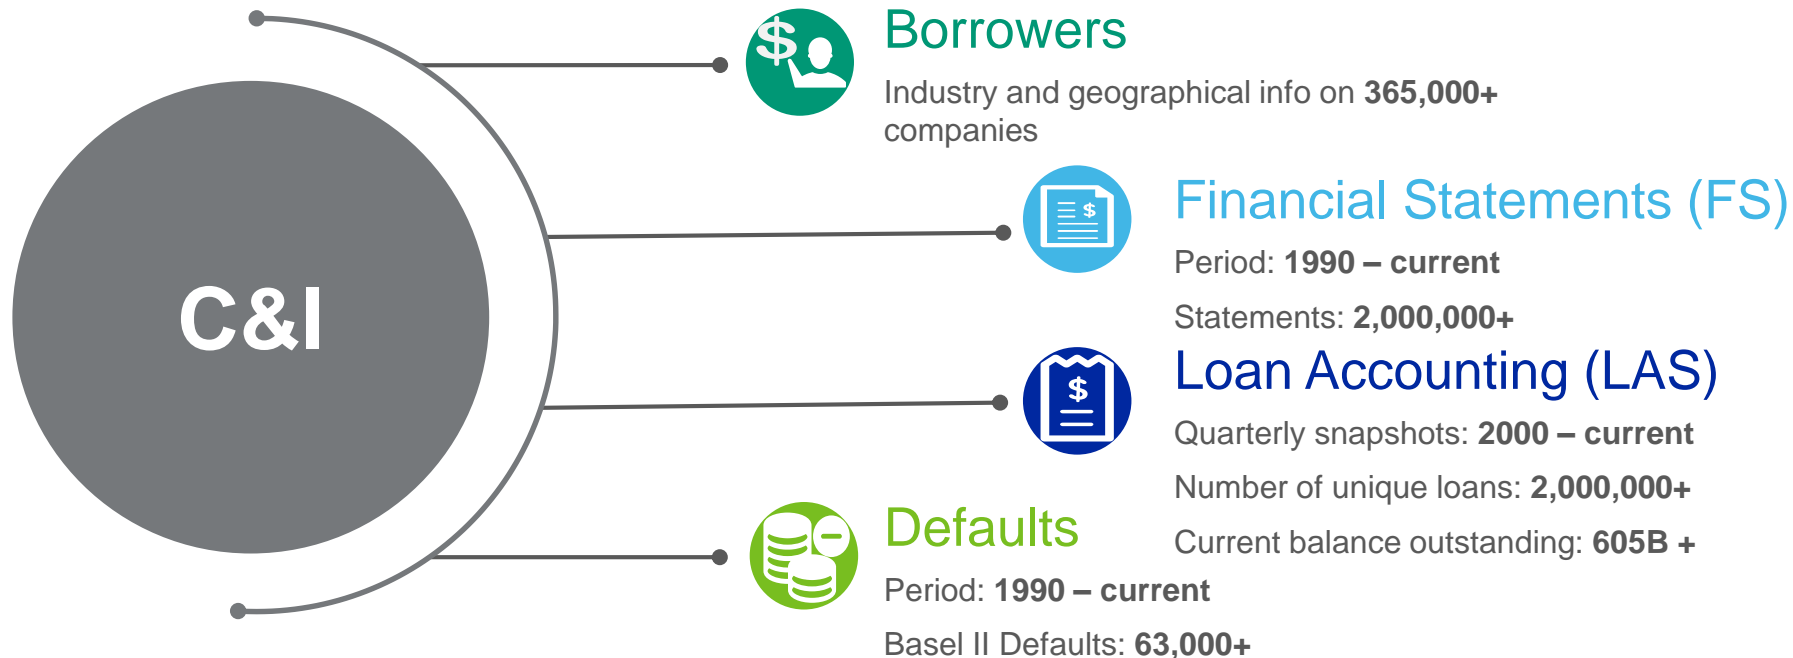 C&I
Borrowers
Industry and geographical info on 365,000+
companies
Financial Statements (FS)
Period: 1990 – current
Statements: 2,000,000+
Loan Accounting (LAS)
Quarterly snapshots: 2000 – current
Number of unique loans: 2,000,000+
Current balance outstanding: 605B +
Defaults
Period: 1990 – current
Basel II Defaults: 63,000+